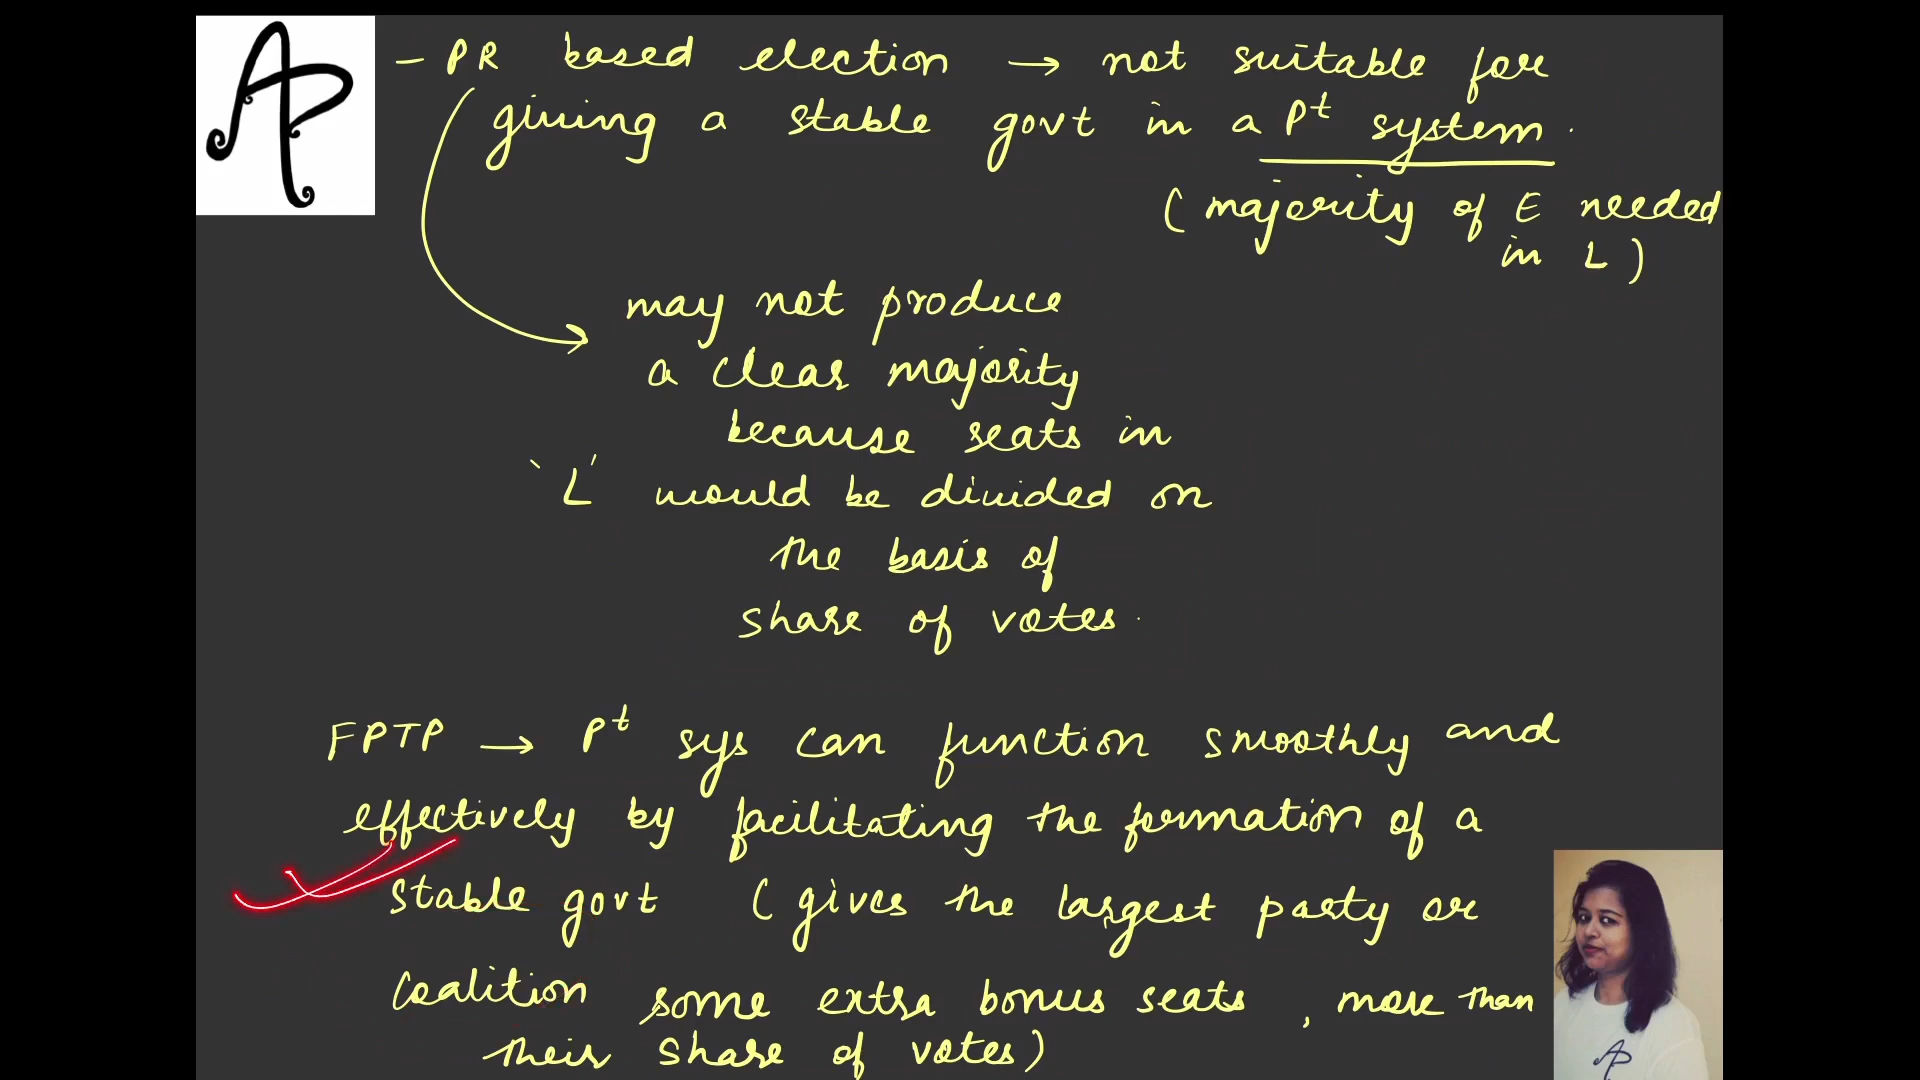 AP
- PR based election → not suitable for
giving a stable govt in a Pt system.
(majority of E needed
in L)
may not produce
a clear majority
because seats in
'L' would be divided on
the basis of
share of votes.
FPTP → Pt sys can function smoothly and
effectively by facilitating the formation of a
stable govt (gives the largest party or
coalition some extra bonus seats, more than
their share of votes)
AP